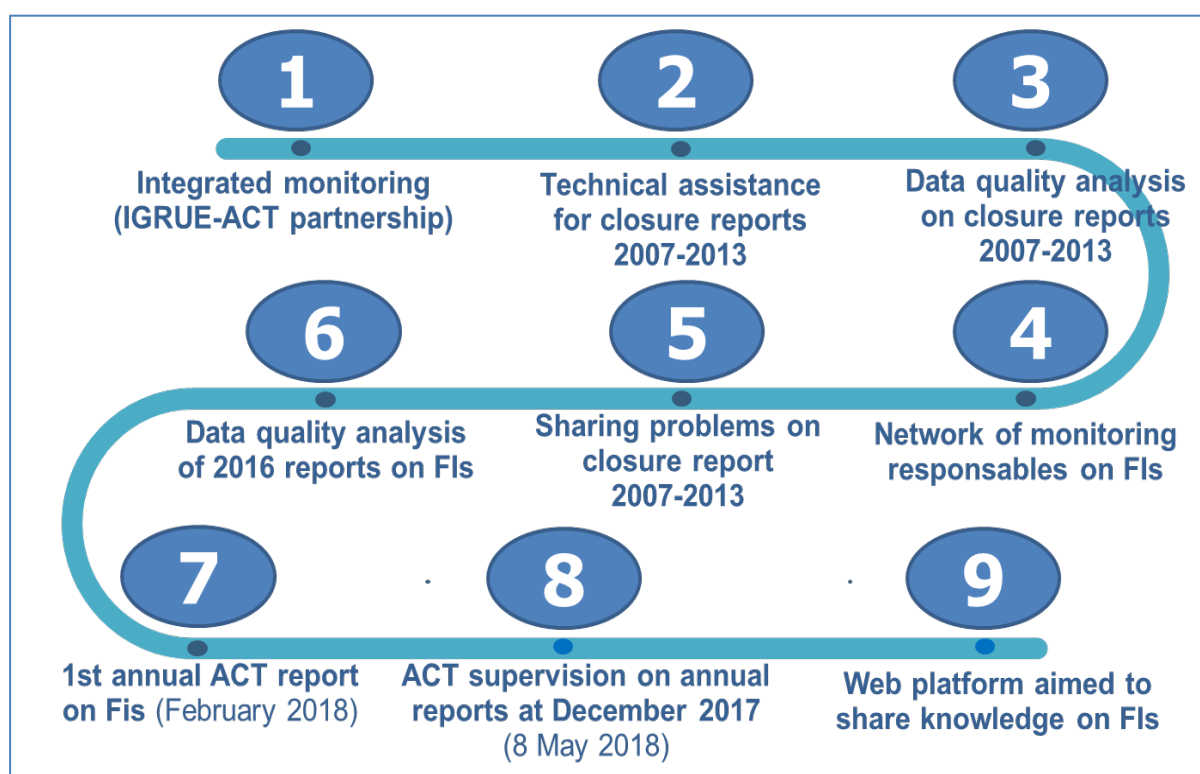 1
Integrated monitoring
(IGRUE-ACT partnership)
2
Technical assistance
for closure reports
2007-2013
3
Data quality analysis
on closure reports
2007-2013
4
Network of monitoring
responsables on FIs
5
Sharing problems on
closure report
2007-2013
6
Data quality analysis
of 2016 reports on FIs
7
1st annual ACT report
on Fis (February 2018)
8
ACT supervision on annual
reports at December 2017
(8 May 2018)
9
Web platform aimed to
share knowledge on FIs